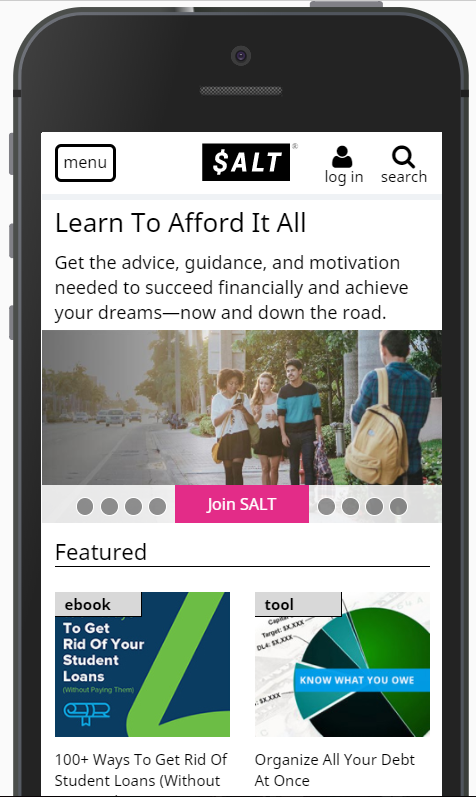 menu
$ALT®
log in
search
Learn To Afford It All
Get the advice, guidance, and motivation
needed to succeed financially and achieve
your dreams—now and down the road.
Join SALT
Featured
ebook
To Get
Rid Of Your
Student
Loans
(Without Paying Them)
100+ Ways To Get Rid Of
Student Loans (Without
tool
Target: $X,XXX
DL4: $X,XXX
$X,XXX
KNOW WHAT YOU OWE
Organize All Your Debt
At Once